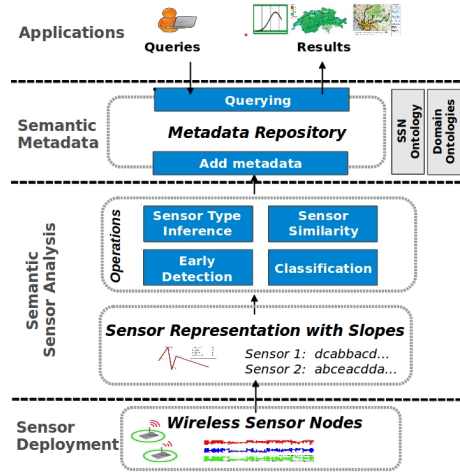 Applications
Queries
Results
Semantic
Metadata
Querying
Metadata Repository
Add metadata
SSN
Ontology
Domain
Ontologies
Semantic
Sensor Analysis
Operations
Sensor Type
Inference
Sensor
Similarity
Early
Detection
Classification
Sensor Representation with Slopes
Sensor 1: dcabbacd...
Sensor 2: abceacdda...
Sensor
Deployment
Wireless Sensor Nodes